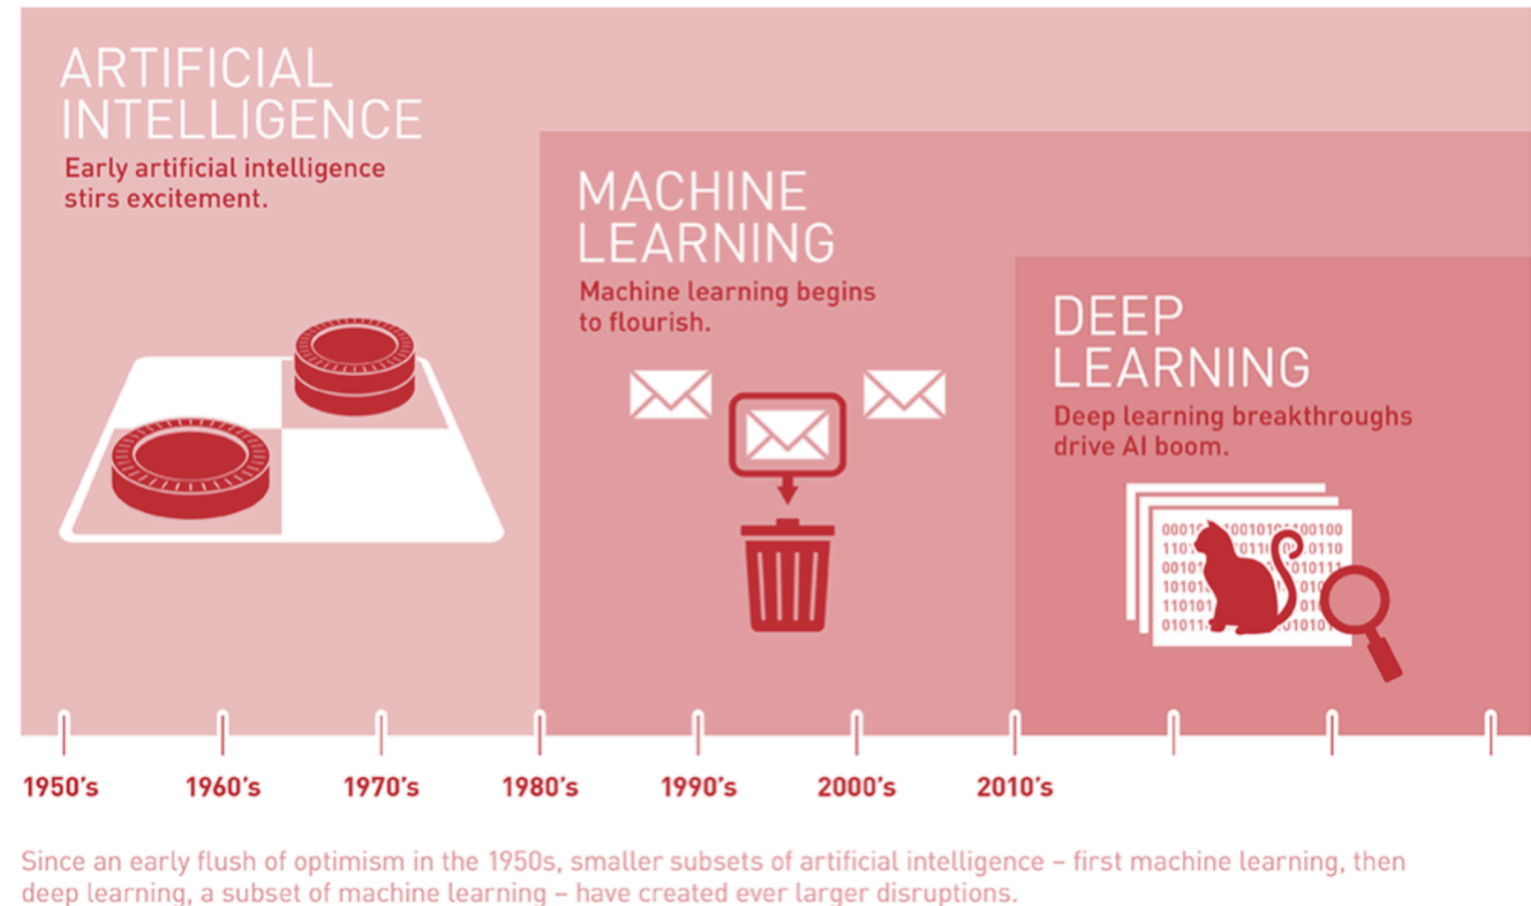 ARTIFICIAL
INTELLIGENCE
Early artificial intelligence
stirs excitement.
MACHINE
LEARNING
Machine learning begins
to flourish.
DEEP
LEARNING
Deep learning breakthroughs
drive AI boom.
1950's
1960's
1970's
1980's
1990's
2000's
2010's
Since an early flush of optimism in the 1950s, smaller subsets of artificial intelligence – first machine learning, then
deep learning, a subset of machine learning – have created ever larger disruptions.